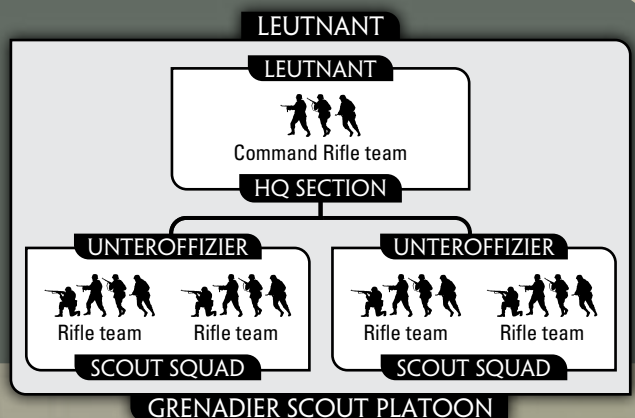 LEUTNANT
LEUTNANT
Command Rifle team
HQ SECTION
UNTEROFFIZIER UNTEROFFIZIER
Rifle team Rifle team Rifle team Rifle team
SCOUT SQUAD SCOUT SQUAD
GRENADIER SCOUT PLATOON